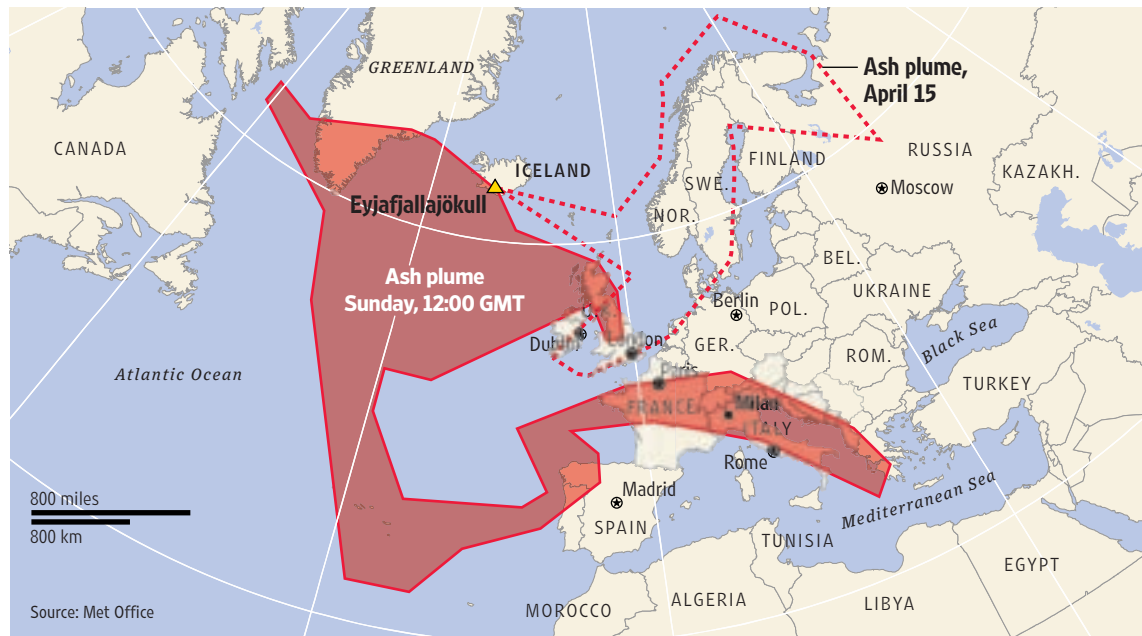 GREENLAND
Ash plume,
April 15
CANADA
ICELAND
FINLAND
RUSSIA
KAZAKH.
SWE.
Moscow
Eyjafjallajökull
NOR.
BEL.
Ash plume
Sunday, 12:00 GMT
UKRAINE
Berlin
POL.
Dublin
London
GER.
ROM.
Black Sea
Atlantic Ocean
Paris
TURKEY
FRANCE
Milan
ITALY
Rome
800 miles
800 km
Madrid
SPAIN
Mediterranean Sea
TUNISIA
EGYPT
Source: Met Office
MOROCCO
ALGERIA
LIBYA